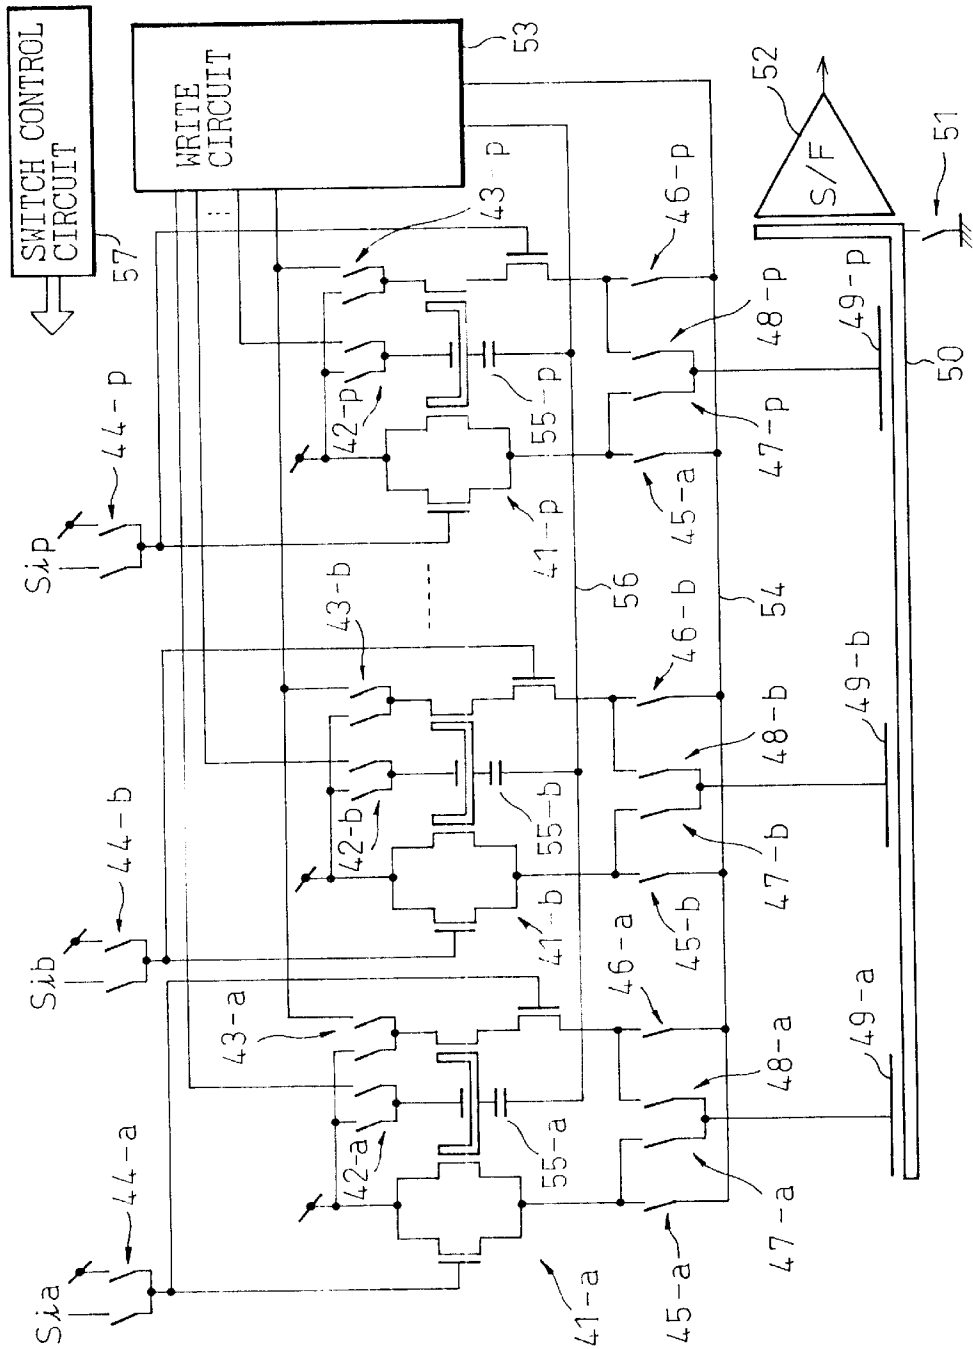 SWITCH CONTROL
CIRCUIT
57
WRITE
CIRCUIT
53
Sia
44-a
Sib
44-b
Sip
44-p
43-a
43-b
43-p
42-a
42-b
42-p
41-a
41-b
41-p
55-a
55-b
55-p
56
45-a
46-a
45-b
46-b
45-a
46-p
54
47-a
48-a
47-b
48-b
47-p
48-p
49-a
49-b
49-p
50
51
S/F
52